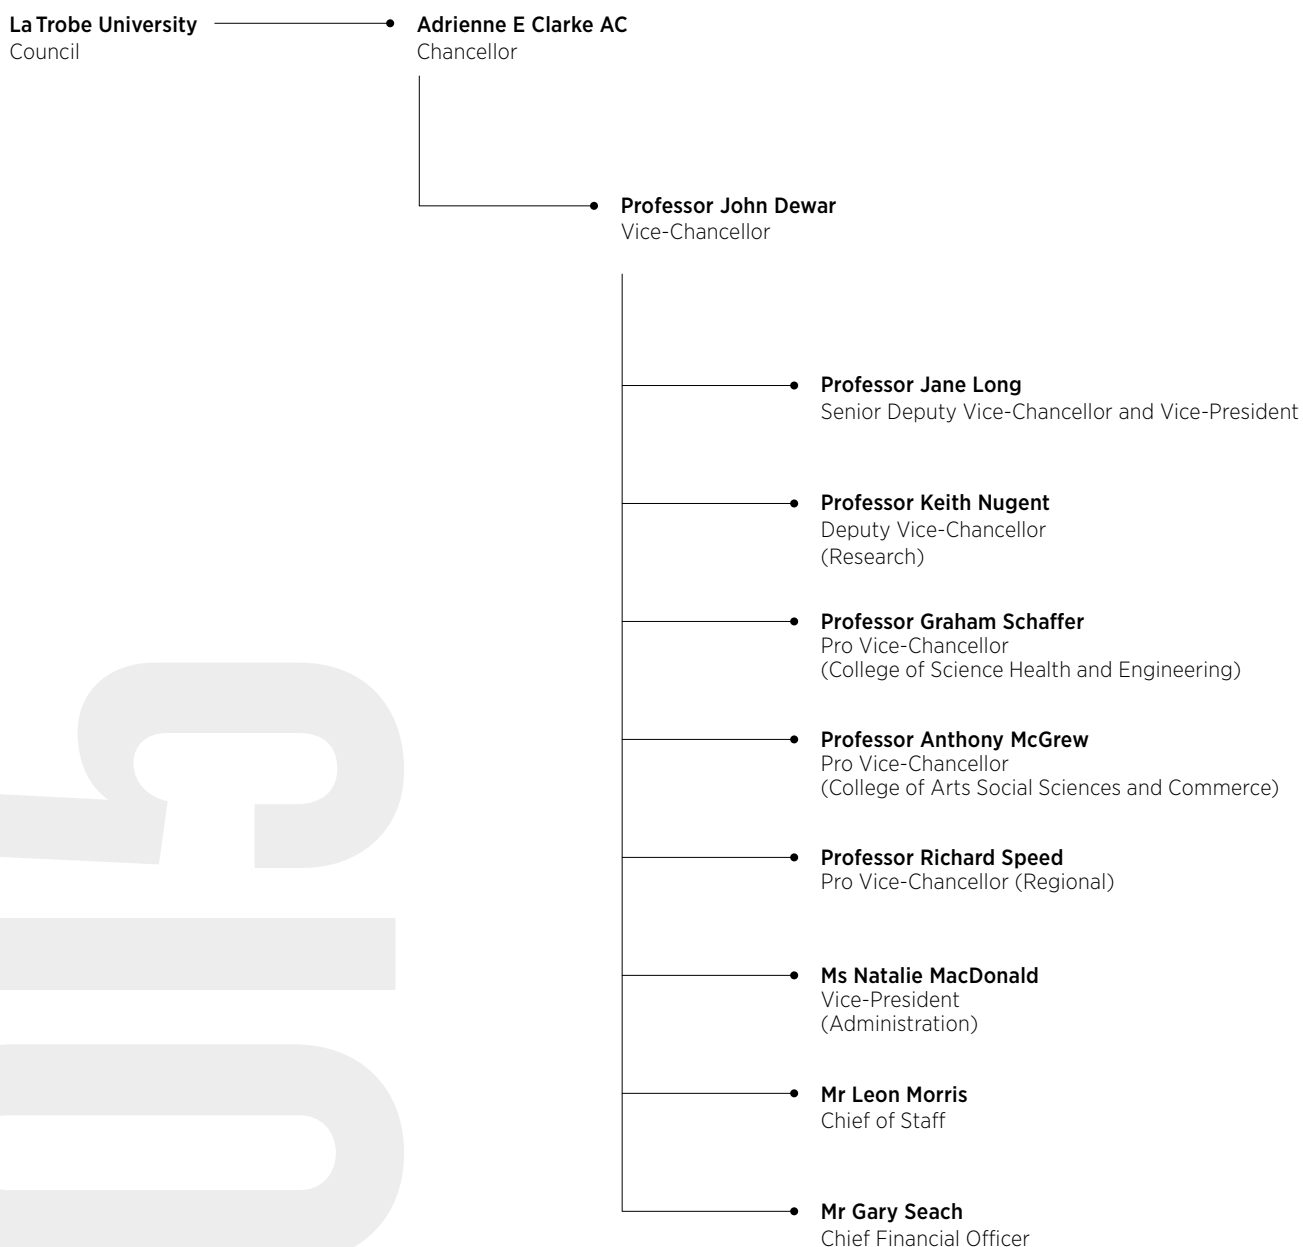 La Trobe University
Council
Adrienne E Clarke AC
Chancellor
Professor John Dewar
Vice-Chancellor
Professor Jane Long
Senior Deputy Vice-Chancellor and Vice-President
Professor Keith Nugent
Deputy Vice-Chancellor
(Research)
Professor Graham Schaffer
Pro Vice-Chancellor
(College of Science Health and Engineering)
Professor Anthony McGrew
Pro Vice-Chancellor
(College of Arts Social Sciences and Commerce)
Professor Richard Speed
Pro Vice-Chancellor (Regional)
Ms Natalie MacDonald
Vice-President
(Administration)
Mr Leon Morris
Chief of Staff
Mr Gary Seach
Chief Financial Officer